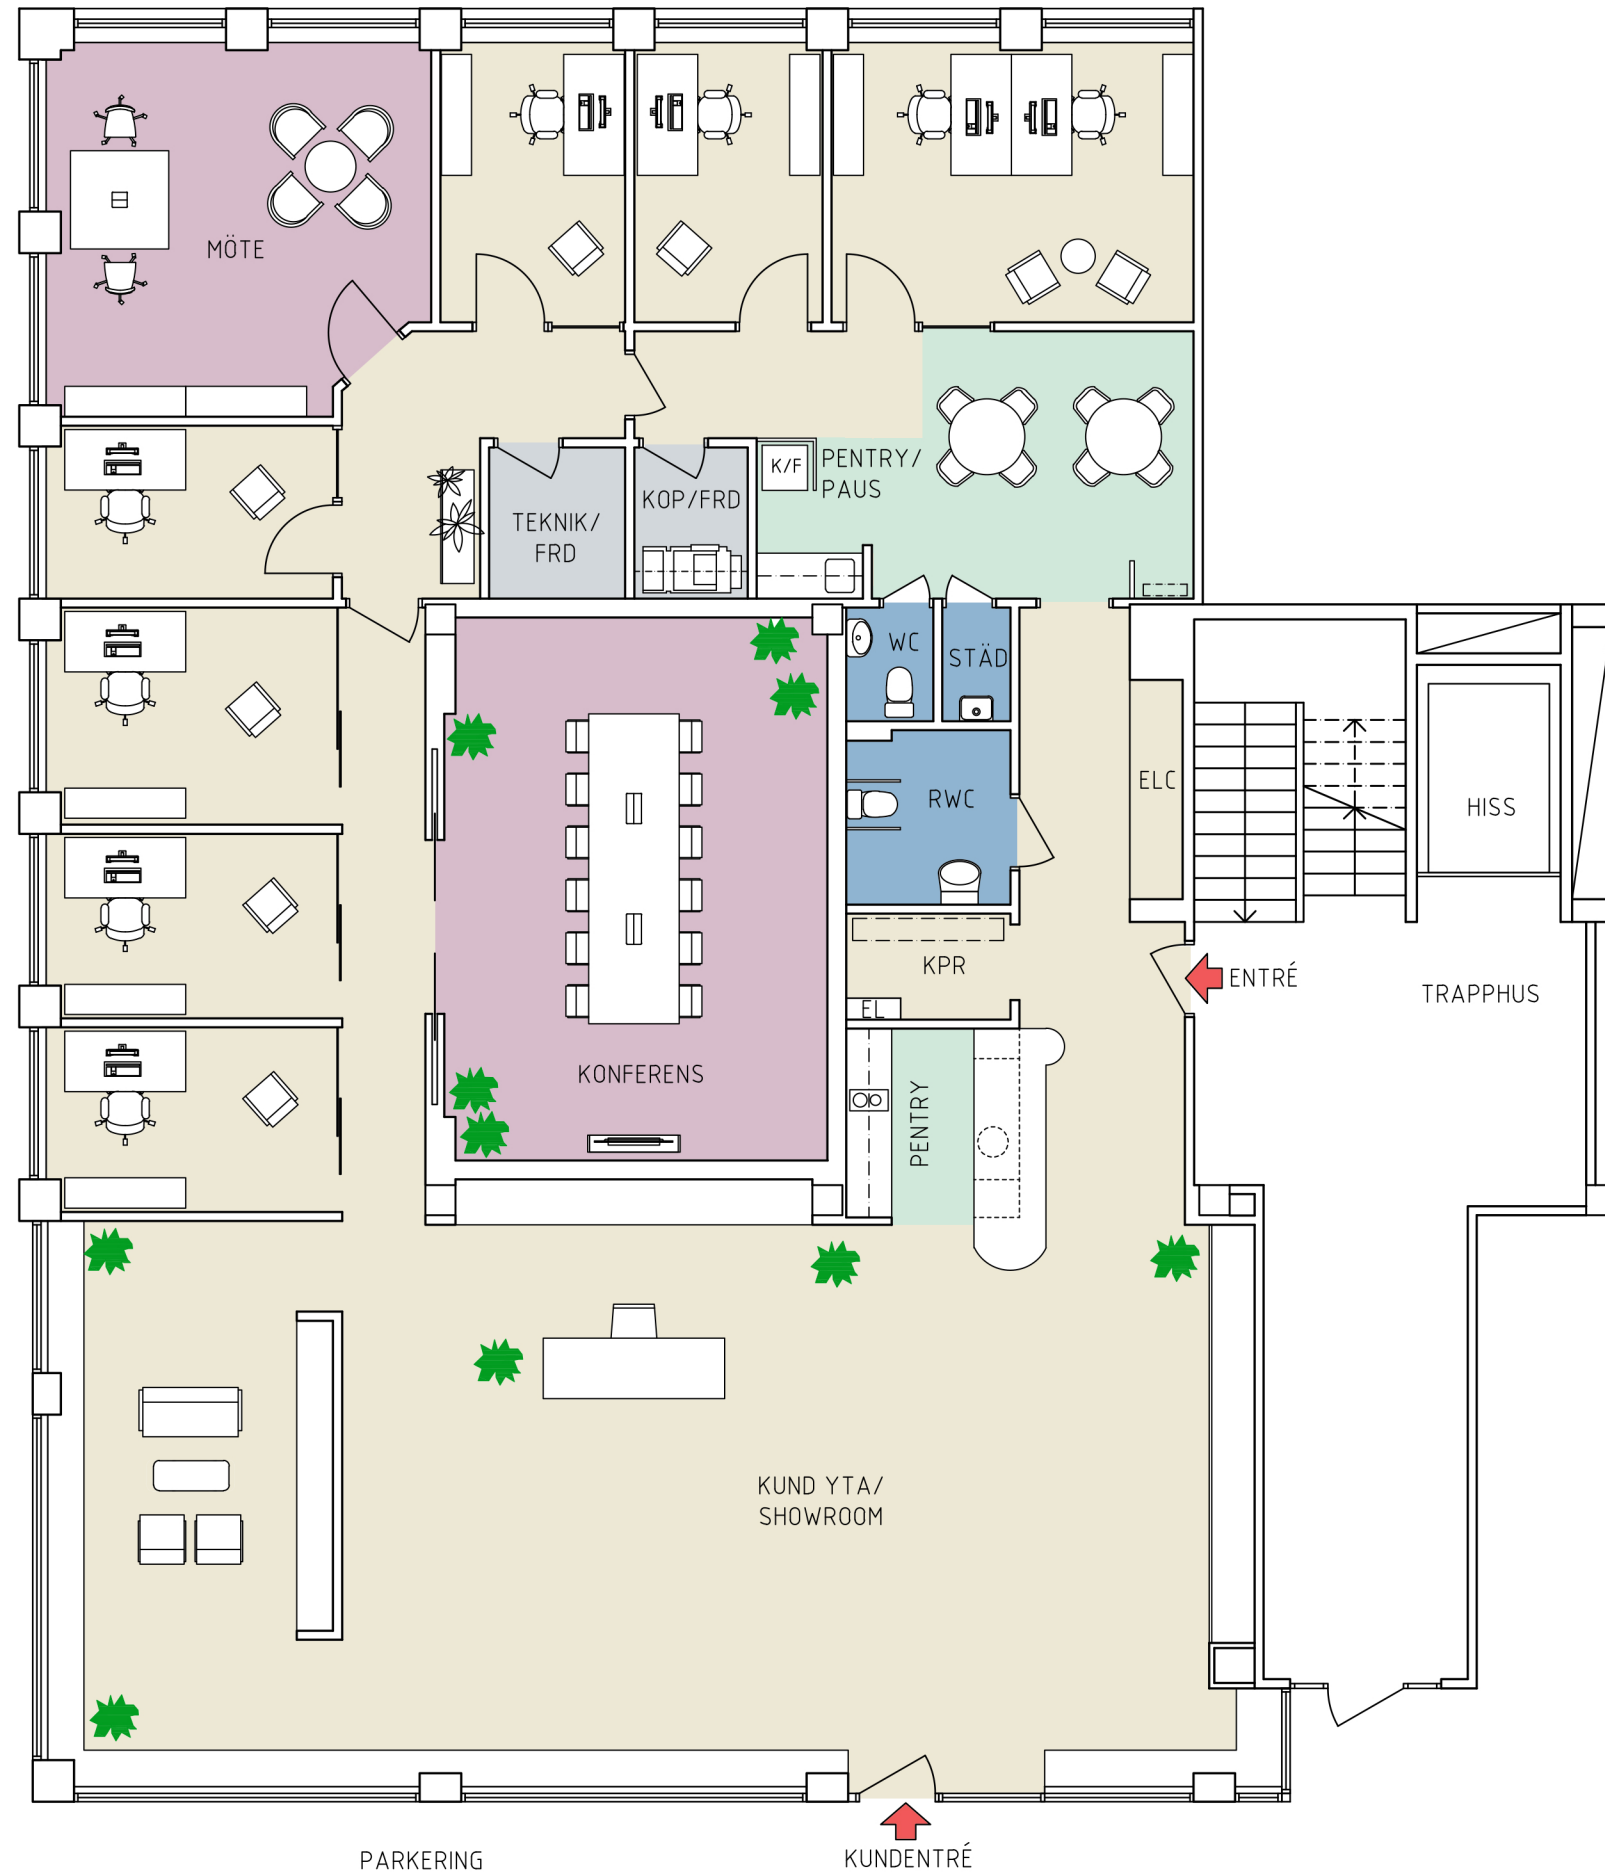 MÖTE
K/F
PENTRY/
PAUS
KOP/FRD
TEKNIK/
FRD
WC
STÄD
ELC
RWC
HISS
KPR
ENTRÉ
TRAPPHUS
EL
KONFERENS
PENTRY
KUND YTA/
SHOWROOM
PARKERING
KUNDENTRÉ